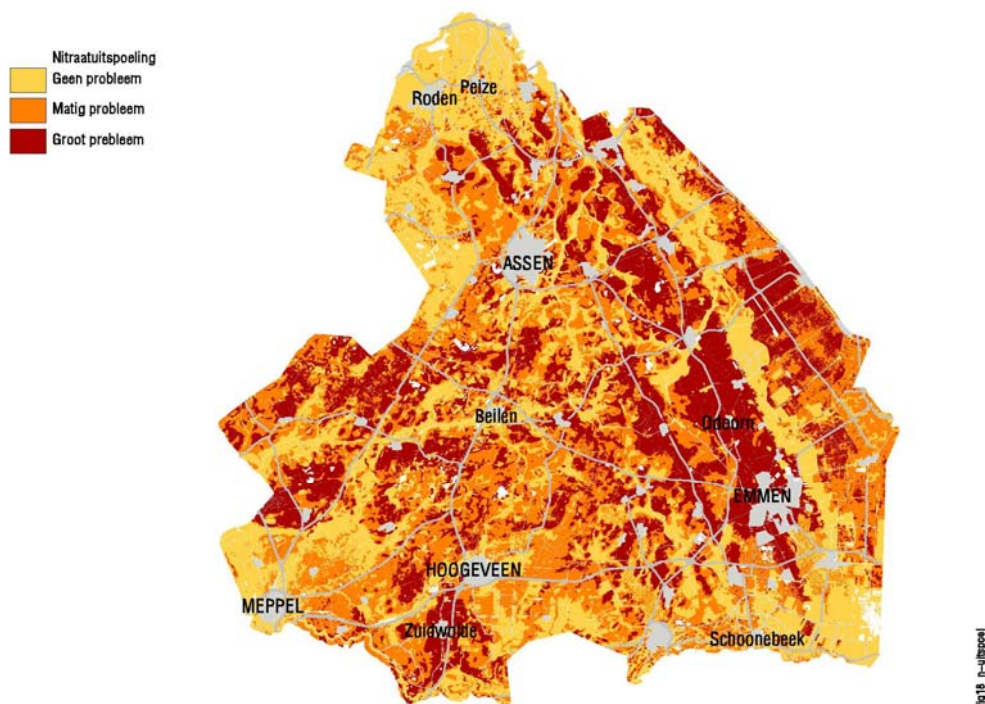 Nitraatuitspoeling
Geen probleem
Matig probleem
Groot prebleem
Peize
Roden
ASSEN
Beilen
Odoorn
EMMEN
HOOGEVEEN
MEPPEL
Zuidwolde
Schoonebeek